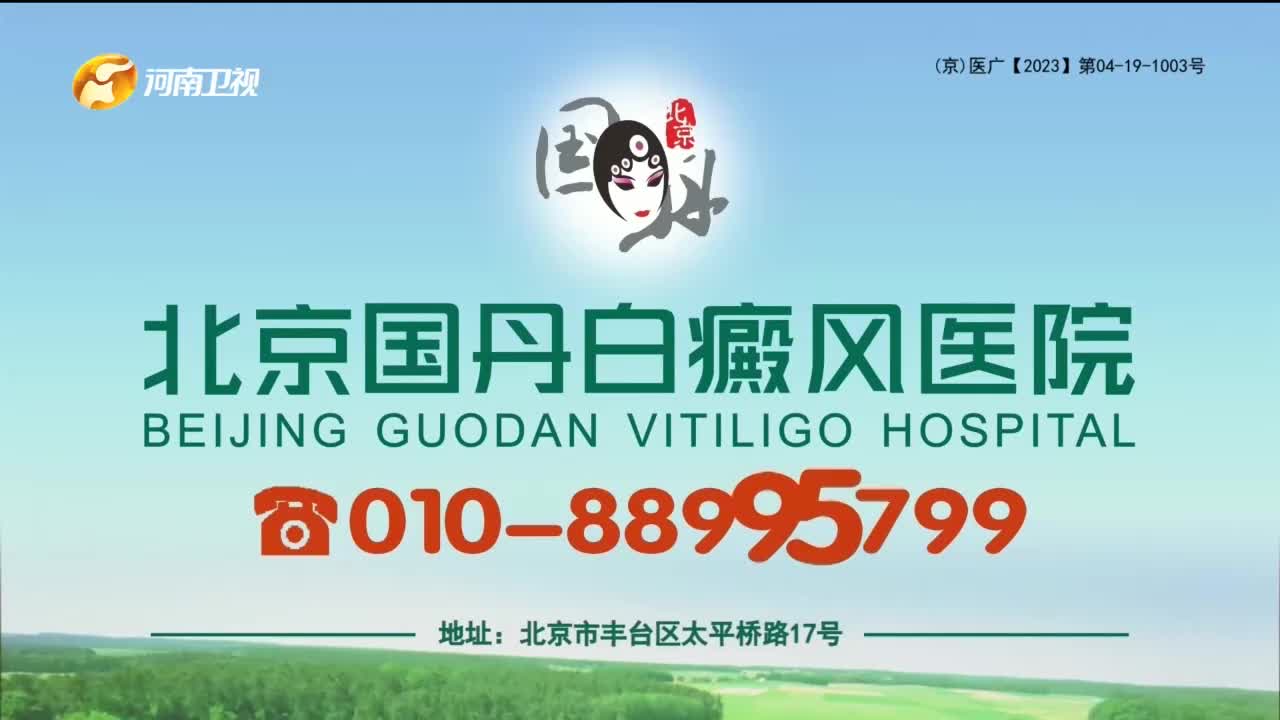 河南卫视
(京)医广【2023】第04-19-1003号
国丹
北京
北京国丹白癜风医院
BEIJING GUODAN VITILIGO HOSPITAL
010-88995799
地址：北京市丰台区太平桥路17号